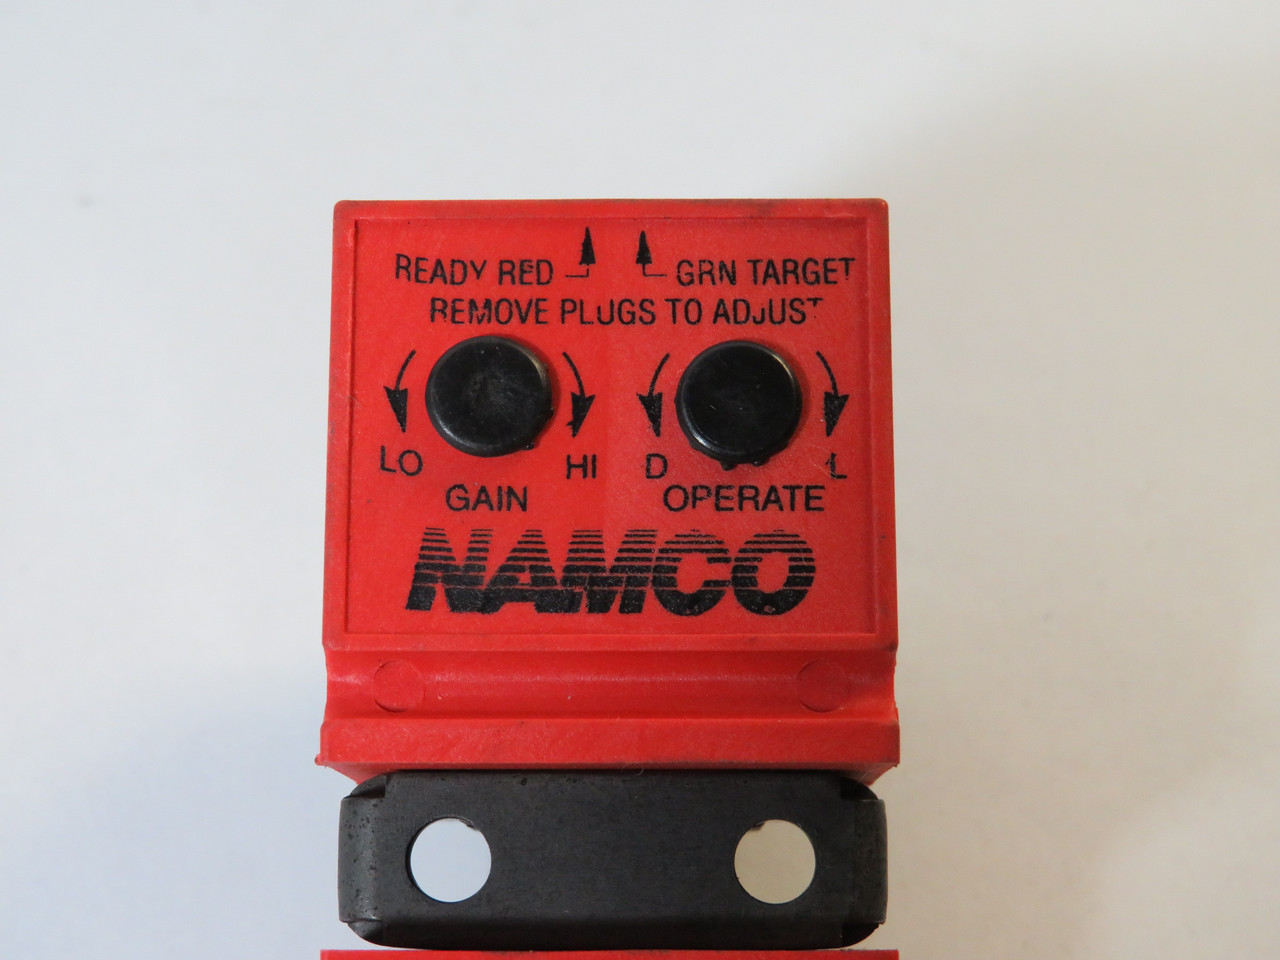 READY RED GRN TARGET
REMOVE PLUGS TO ADJUST
LO HI D L
GAIN OPERATE
NAMCO